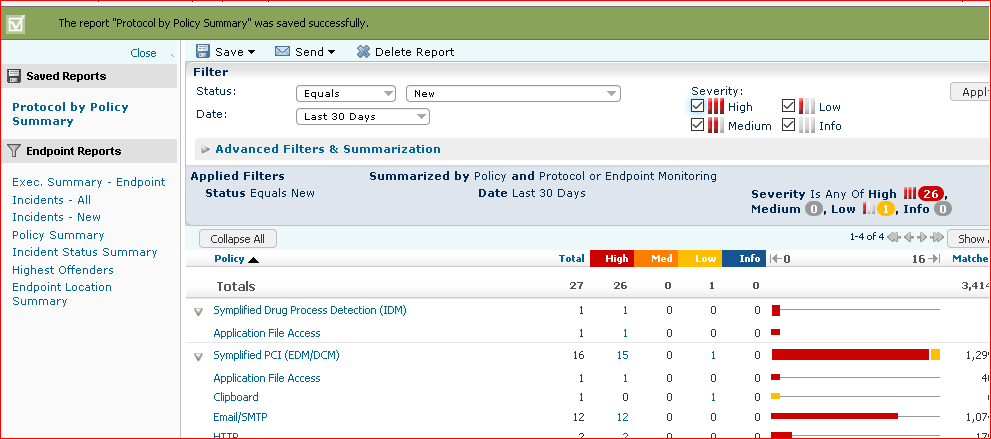 The report "Protocol by Policy Summary" was saved successfully.
Close
Save Send Delete Report
Saved Reports
Protocol by Policy
Summary
Endpoint Reports
Exec. Summary - Endpoint
Incidents - All
Incidents - New
Policy Summary
Incident Status Summary
Highest Offenders
Endpoint Location
Summary
Filter
Status: Equals New
Date: Last 30 Days
Severity:
High Low
Medium Info
Advanced Filters & Summarization
Applied Filters Summarized by Policy and Protocol or Endpoint Monitoring
Status Equals New Date Last 30 Days
Severity Is Any Of High 26,
Medium 0, Low 1, Info 0
Collapse All 1-4 of 4 Show
Policy Total High Med Low Info 0 16 Matche
Totals 27 26 0 1 0 3,414
Symplified Drug Process Detection (IDM) 1 1 0 0 0
Application File Access 1 1 0 0 0
Symplified PCI (EDM/DCM) 16 15 0 1 0 1,299
Application File Access 1 1 0 0 0
Clipboard 1 0 0 1 0
Email/SMTP 12 12 0 0 0 1,074
HTTP 2 2 0 0 0